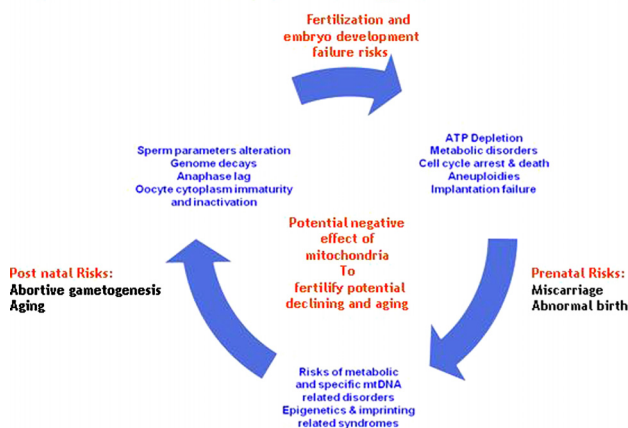 Fertilization and
embryo development
failure risks
Sperm parameters alteration
Genome decays
Anaphase lag
Oocyte cytoplasm immaturity
and inactivation
ATP Depletion
Metabolic disorders
Cell cycle arrest & death
Aneuploidies
Implantation failure
Potential negative
effect of
mitochondria
To
fertilify potential
declining and aging
Post natal Risks:
Abortive gametogenesis
Aging
Prenatal Risks:
Miscarriage
Abnormal birth
Risks of metabolic
and specific mtDNA
related disorders
Epigenetics & imprinting
related syndromes